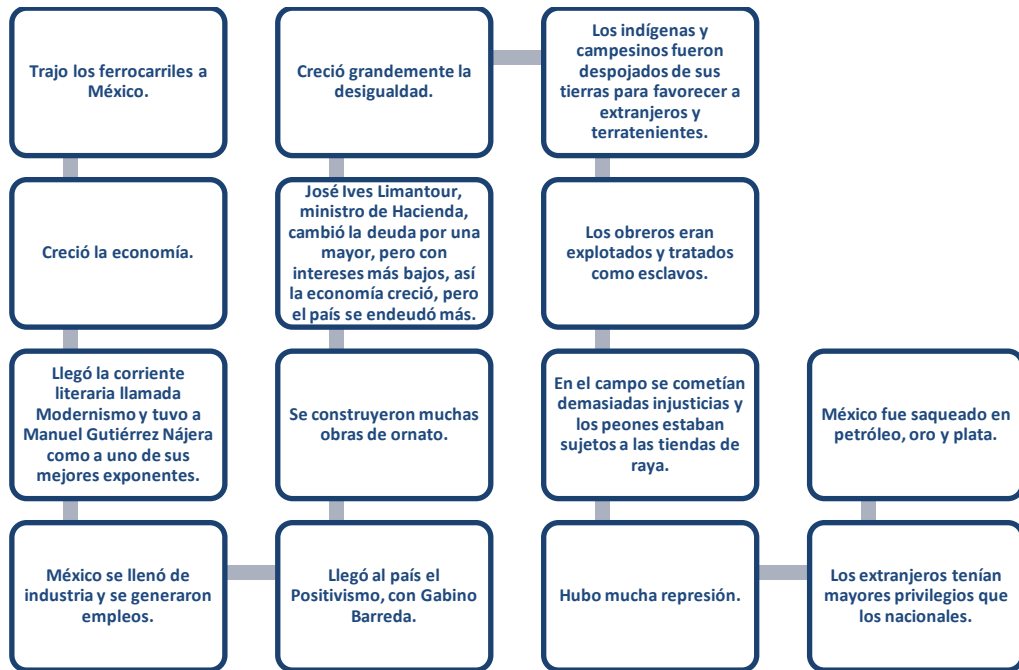 Trajo los ferrocarriles a
México.
Creció la economía.
Llegó la corriente
literaria llamada
Modernismo y tuvo a
Manuel Gutiérrez Nájera
como a uno de sus
mejores exponentes.
México se llenó de
industria y se generaron
empleos.
Llegó al país el
Positivismo, con Gabino
Barreda.
Se construyeron muchas
obras de ornato.
José Ives Limantour,
ministro de Hacienda,
cambió la deuda por una
mayor, pero con
intereses más bajos, así
la economía creció, pero
el país se endeudó más.
Creció grandemente la
desigualdad.
Los indígenas y
campesinos fueron
despojados de sus
tierras para favorecer a
extranjeros y
terratenientes.
Los obreros eran
explotados y tratados
como esclavos.
En el campo se cometían
demasiadas injusticias y
los peones estaban
sujetos a las tiendas de
raya.
Hubo mucha represión.
Los extranjeros tenían
mayores privilegios que
los nacionales.
México fue saqueado en
petróleo, oro y plata.